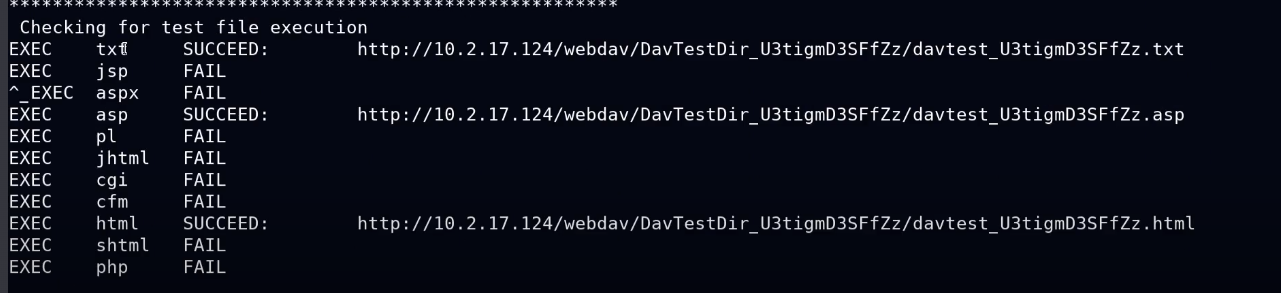 *********************************************************
Checking for test file execution
EXEC txt SUCCEED: http://10.2.17.124/webdav/DavTestDir_U3tigmD3SFfZz/davtest_U3tigmD3SFfZz.txt
EXEC jsp FAIL
^_EXEC aspx FAIL
EXEC asp SUCCEED: http://10.2.17.124/webdav/DavTestDir_U3tigmD3SFfZz/davtest_U3tigmD3SFfZz.asp
EXEC pl FAIL
EXEC jhtml FAIL
EXEC cgi FAIL
EXEC cfm FAIL
EXEC html SUCCEED: http://10.2.17.124/webdav/DavTestDir_U3tigmD3SFfZz/davtest_U3tigmD3SFfZz.html
EXEC shtml FAIL
EXEC php FAIL